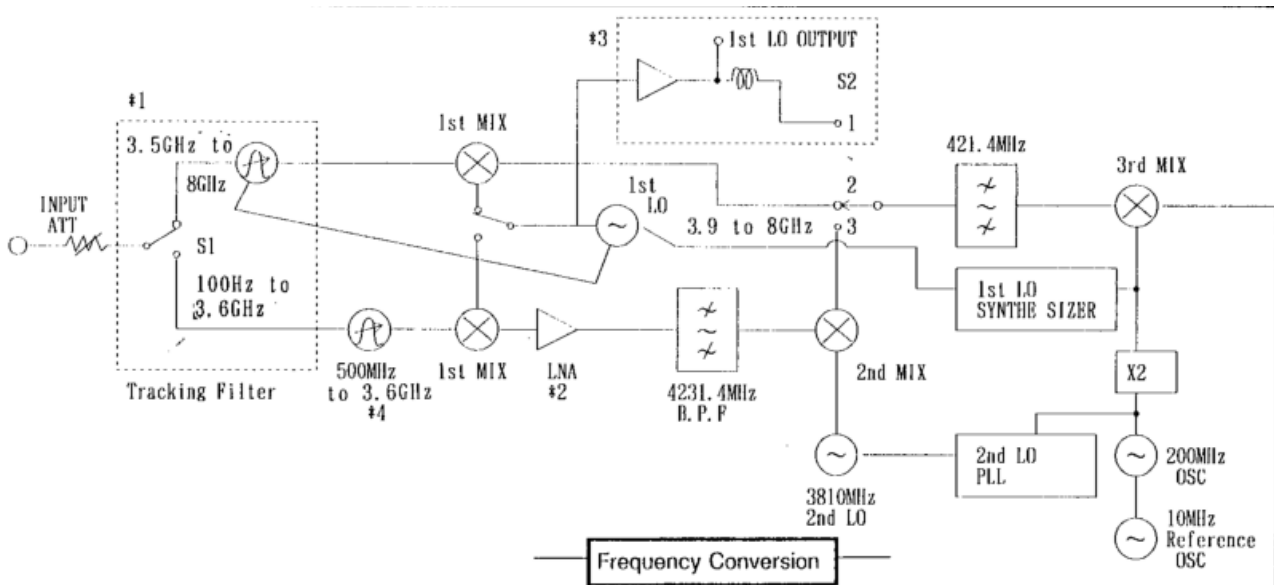 *3
1st LO OUTPUT
S2
1
*1
3.5GHz to
8GHz
1st MIX
421.4MHz
3rd MIX
INPUT
ATT
S1
1st
LO
2
3.9 to 8GHz
3
100Hz to
3.6GHz
1st LO
SYNTHE SIZER
Tracking Filter
500MHz
to 3.6GHz
*4
1st MIX
LNA
*2
4231.4MHz
B.P.F
2nd MIX
X2
3810MHz
2nd LO
2nd LO
PLL
200MHz
OSC
10MHz
Reference
OSC
Frequency Conversion